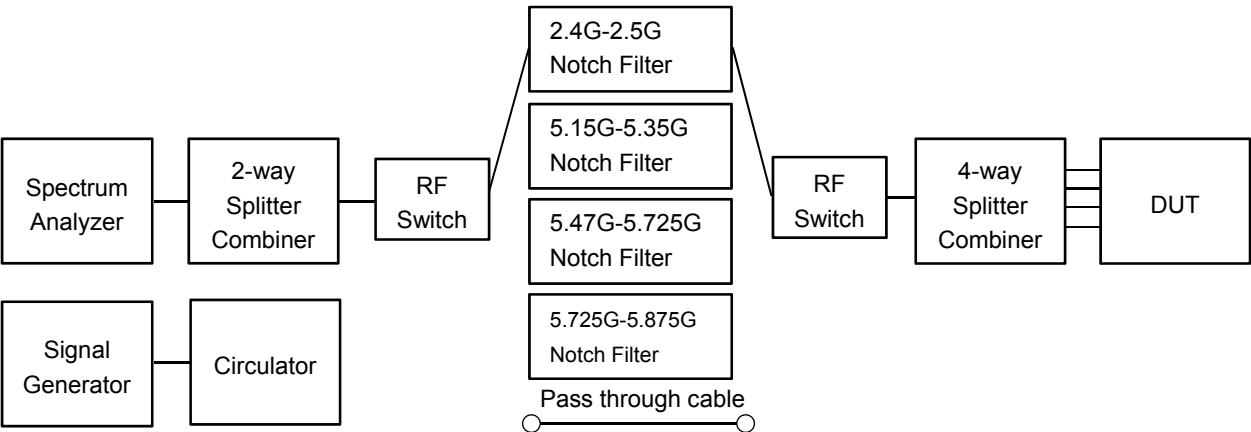 Spectrum
Analyzer
2-way
Splitter
Combiner
RF
Switch
2.4G-2.5G
Notch Filter
5.15G-5.35G
Notch Filter
5.47G-5.725G
Notch Filter
5.725G-5.875G
Notch Filter
Pass through cable
RF
Switch
4-way
Splitter
Combiner
DUT
Signal
Generator
Circulator